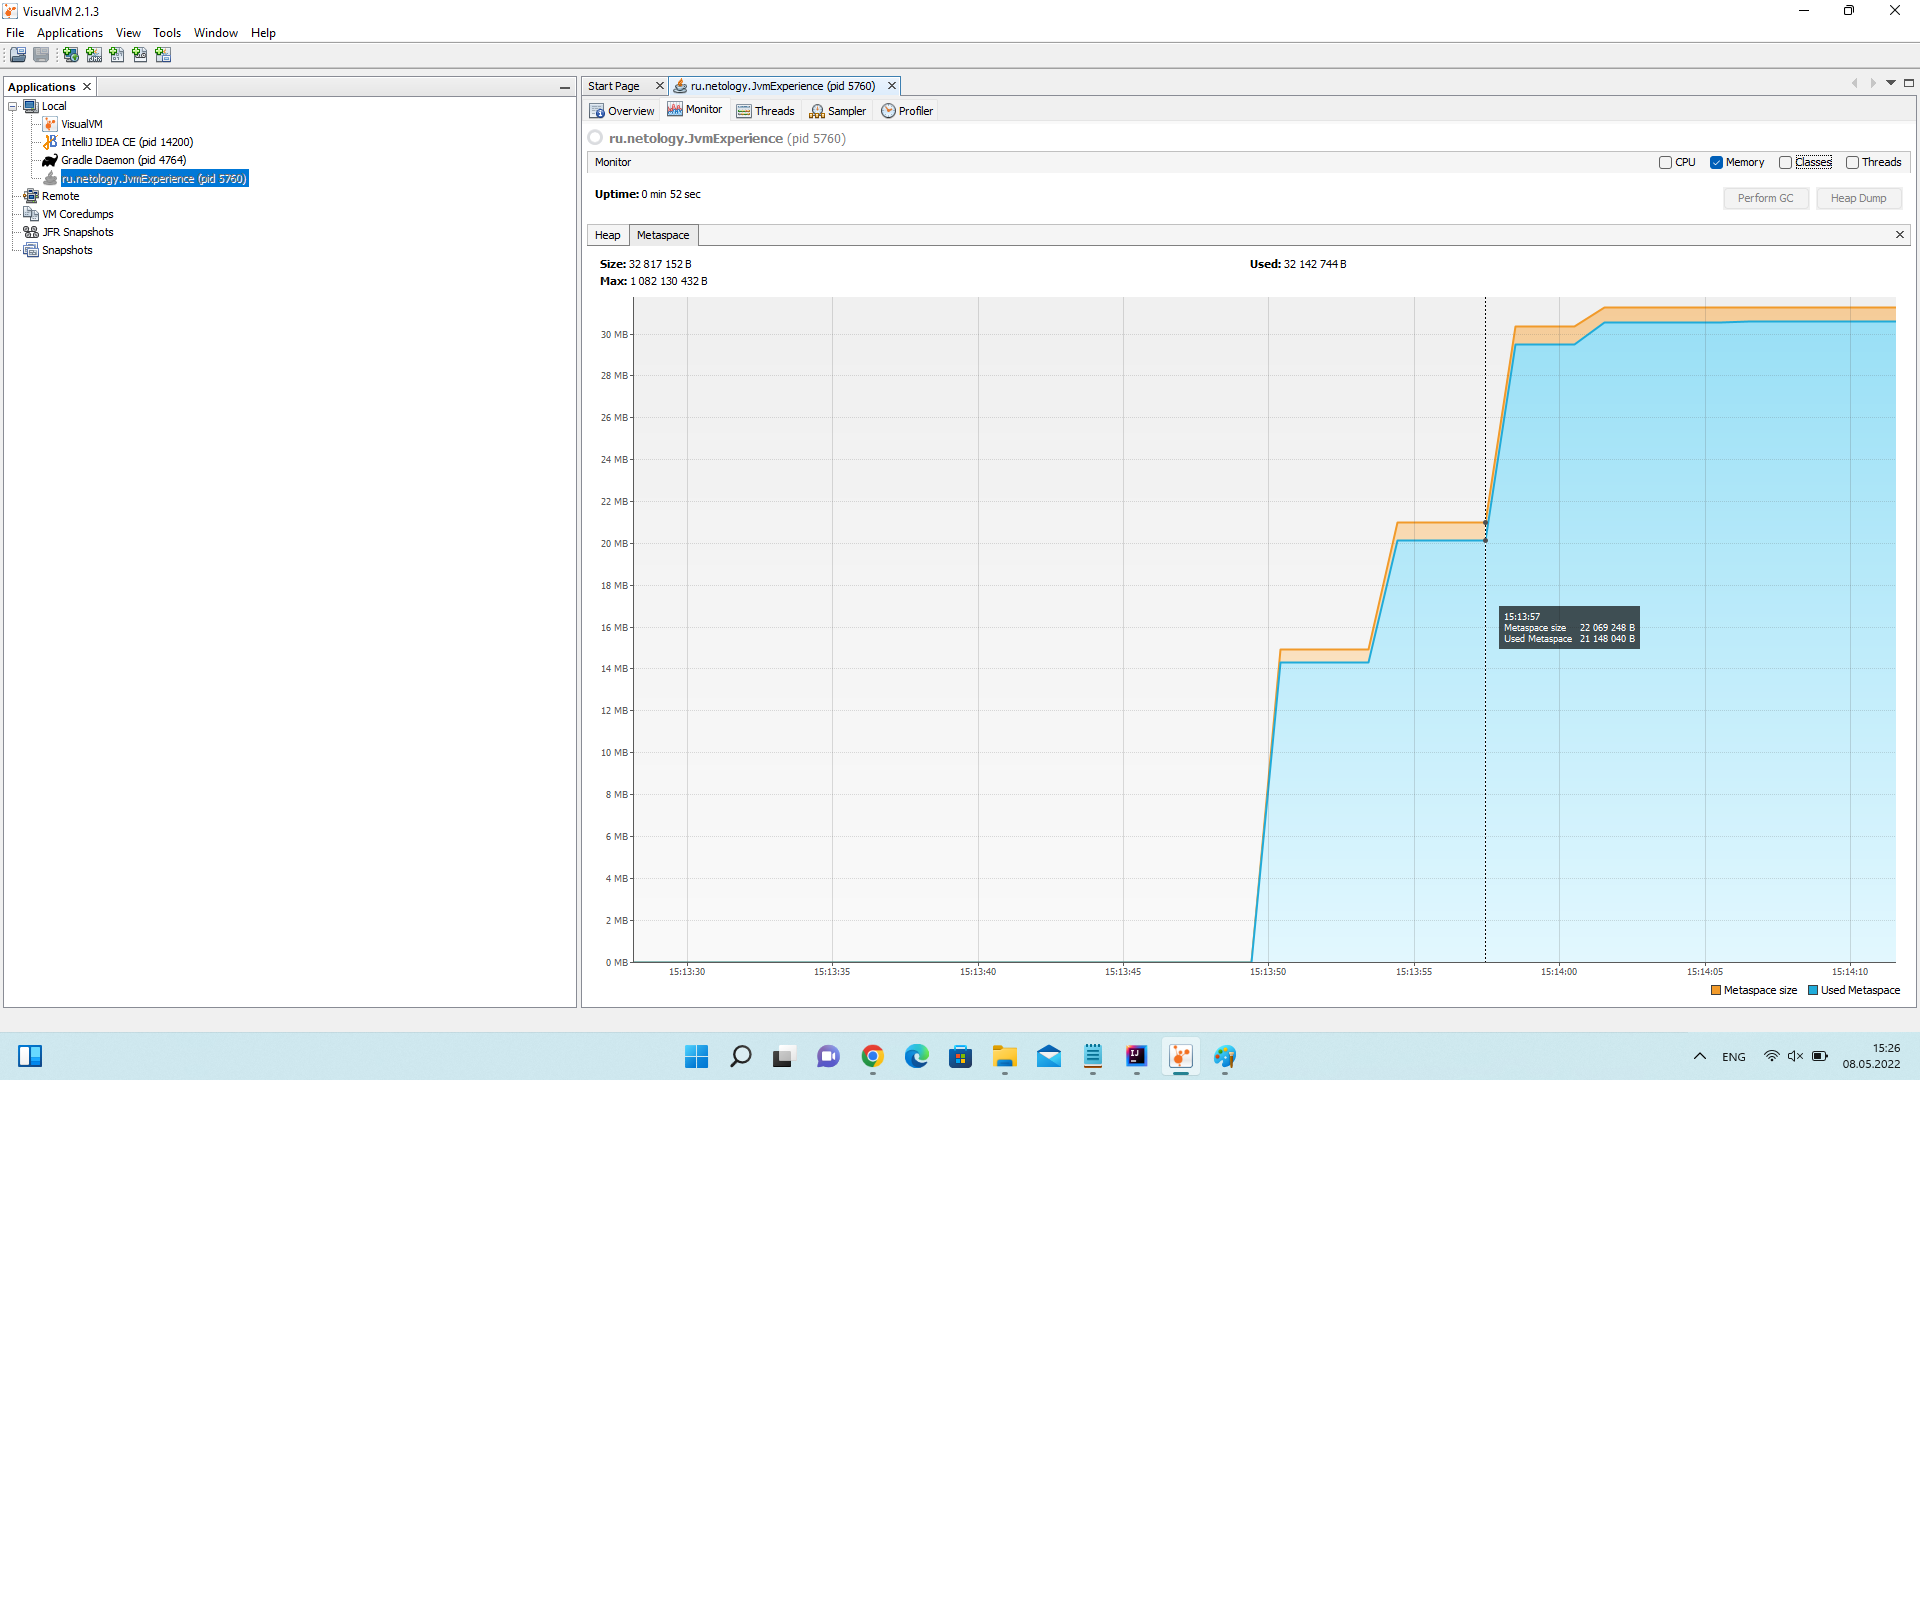 VisualVM 2.1.3
File Applications View Tools Window Help
Applications
Local
VisualVM
IntelliJ IDEA CE (pid 14200)
Gradle Daemon (pid 4764)
ru.netology.JvmExperience (pid 5760)
Remote
VM Coredumps
JFR Snapshots
Snapshots
Start Page ru.netology.JvmExperience (pid 5760)
Overview Monitor Threads Sampler Profiler
ru.netology.JvmExperience (pid 5760)
Monitor CPU Memory Classes Threads
Uptime: 0 min 52 sec
Perform GC Heap Dump
Heap Metaspace
Size: 32 817 152 B Used: 32 142 744 B
Max: 1 082 130 432 B
30 MB
28 MB
26 MB
24 MB
22 MB
20 MB
18 MB
16 MB
14 MB
12 MB
10 MB
8 MB
6 MB
4 MB
2 MB
0 MB
15:13:57
Metaspace size 22 069 248 B
Used Metaspace 21 148 040 B
15:13:30 15:13:35 15:13:40 15:13:45 15:13:50 15:13:55 15:14:00 15:14:05 15:14:10
Metaspace size Used Metaspace
ENG
15:26
08.05.2022